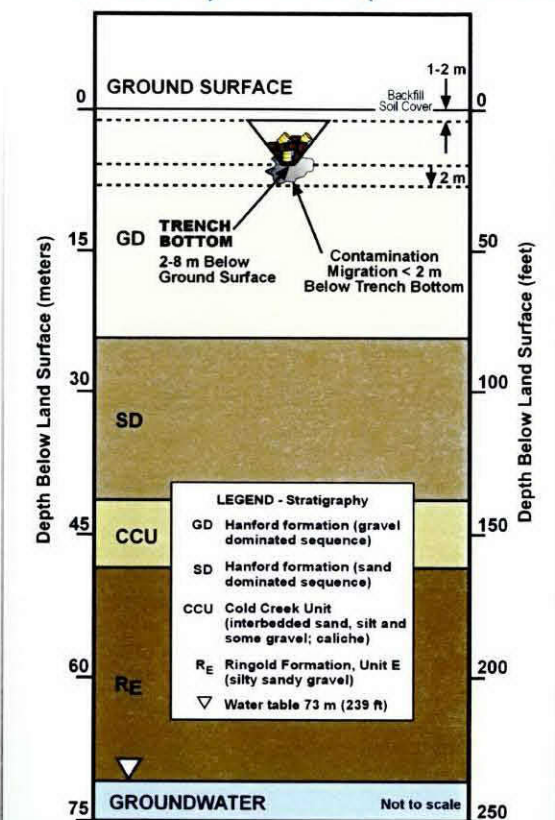 1-2 m
GROUND SURFACE
Backfill
Soil Cover
0
0
2 m
TRENCH
BOTTOM
2-8 m Below
Ground Surface
Contamination
Migration < 2 m
Below Trench Bottom
GD
15
50
Depth Below Land Surface (meters)
Depth Below Land Surface (feet)
30
100
SD
LEGEND - Stratigraphy
GD Hanford formation (gravel
dominated sequence)
SD Hanford formation (sand
dominated sequence)
CCU Cold Creek Unit
(interbedded sand, silt and
some gravel; caliche)
RE Ringold Formation, Unit E
(silty sandy gravel)
▽ Water table 73 m (239 ft)
45
CCU
150
60
RE
200
75
GROUNDWATER
Not to scale
250